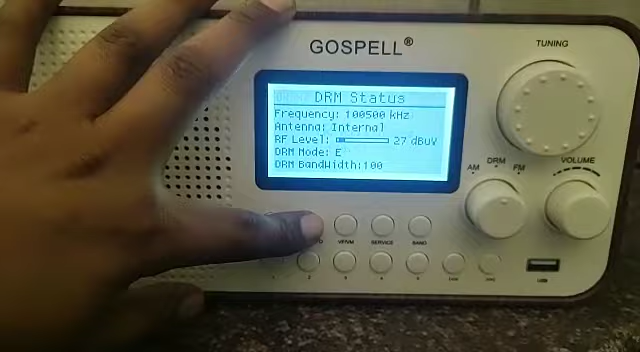 GOSPELL®
TUNING
DRM Status
Frequency: 100500 kHz
Antenna: Internal
RF Level: 27 dBuV
DRM Mode: E
DRM BandWidth:100
AM
DRM
FM
VOLUME
SERVICE
BAND
USB